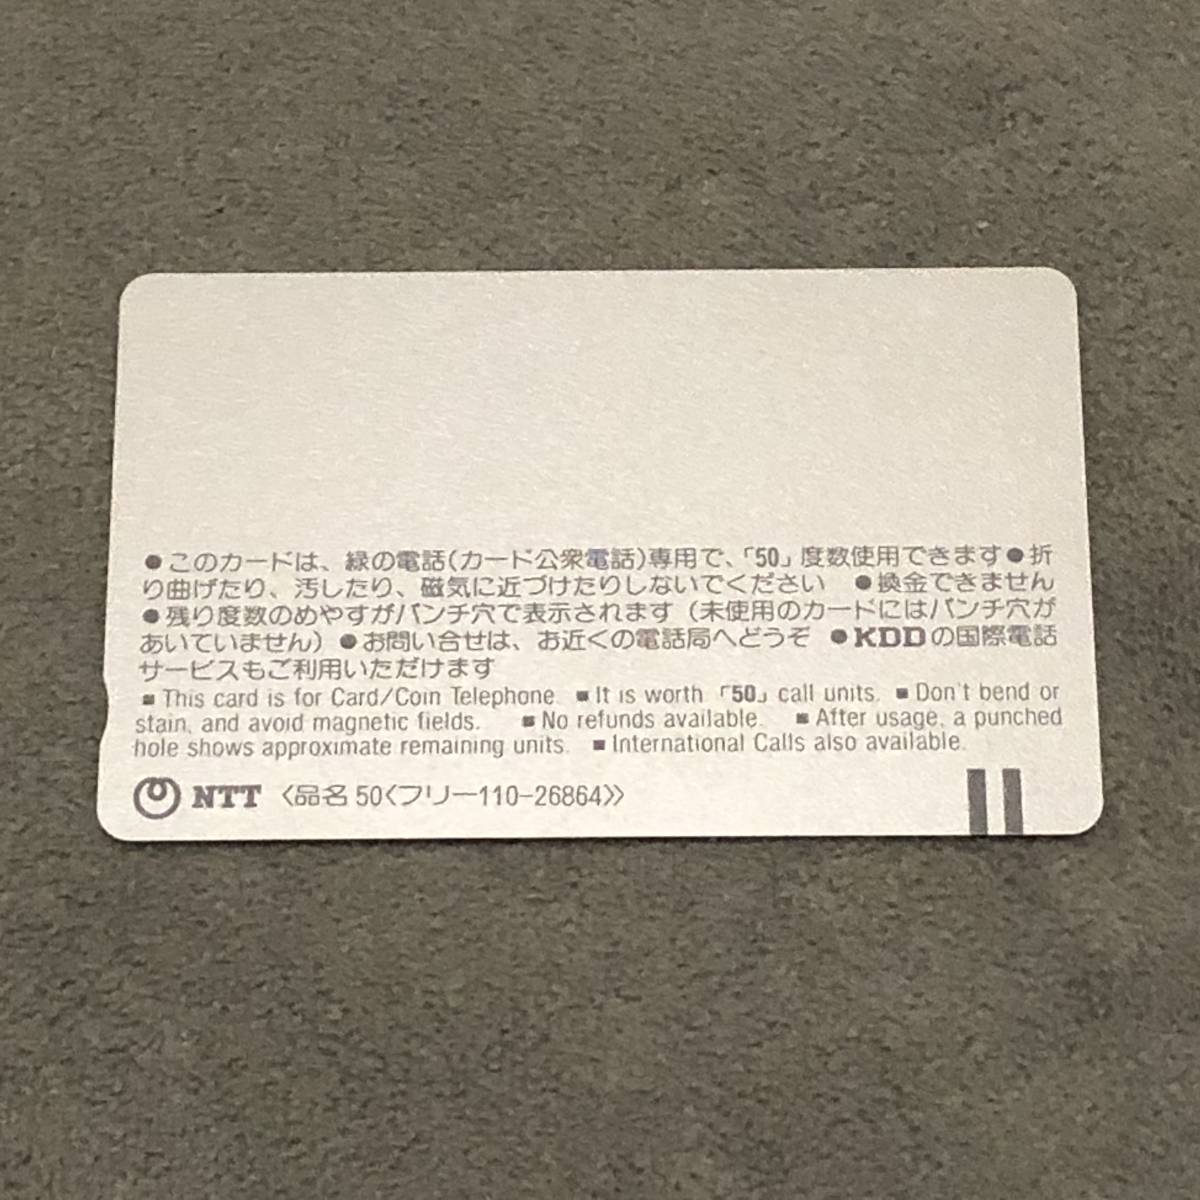 ●このカードは、緑の電話(カード公衆電話)専用で、「50」度数使用できます●折
り曲げたり、汚したり、磁気に近づけたりしないでください ●換金できません
●残り度数のめやすがパンチ穴で表示されます(未使用のカードにはパンチ穴が
あいていません)●お問い合せは、お近くの電話局へどうぞ ●KDDの国際電話
サービスもご利用いただけます
■ This card is for Card/Coin Telephone. ■ It is worth 「50」 call units. ■ Don't bend or
stain, and avoid magnetic fields. ■ No refunds available. ■ After usage, a punched
hole shows approximate remaining units. ■ International Calls also available.
NTT 〈品名 50〈フリー110-26864〉〉